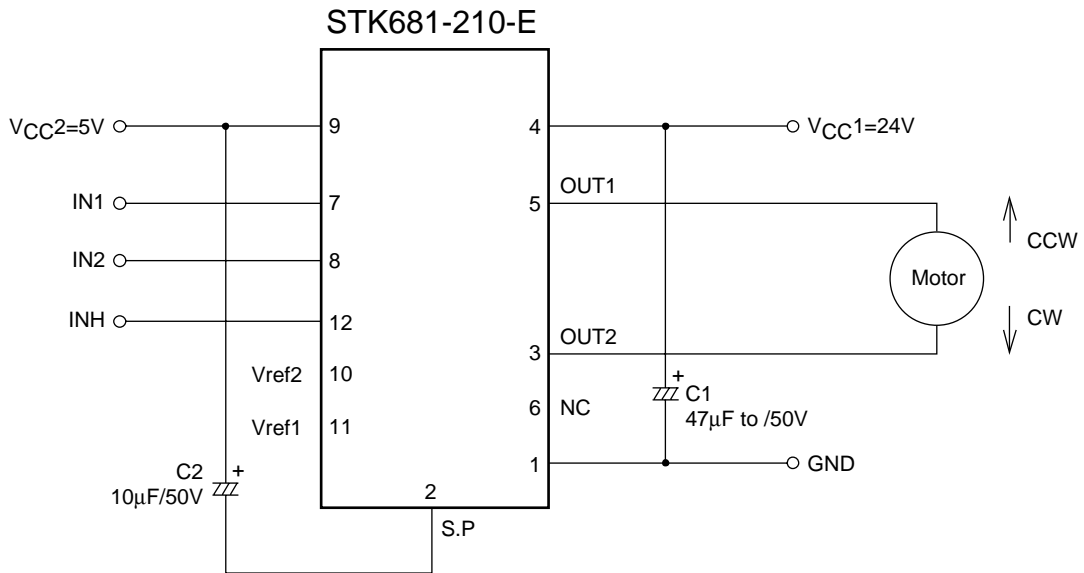 STK681-210-E
VCC2=5V
9
4
VCC1=24V
IN1
7
OUT1
5
CCW
IN2
8
Motor
INH
12
OUT2
CW
3
Vref2
10
6
NC
+
C1
47μF to /50V
Vref1
11
1
GND
C2
+
10μF/50V
2
S.P